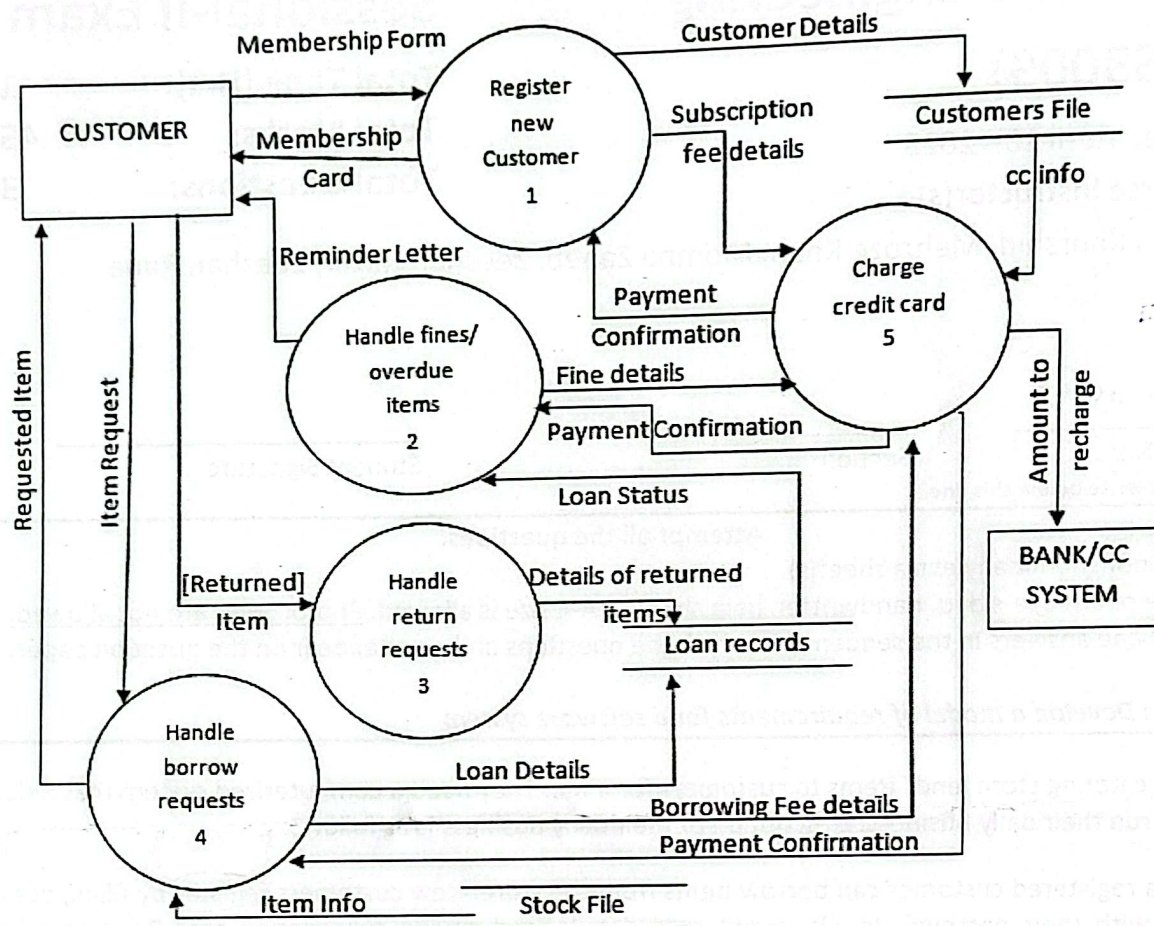 Membership Form
Customer Details
CUSTOMER
Register
new
Customer
1
Subscription
fee details
Customers File
Membership
Card
cc info
Reminder Letter
Charge
credit card
5
Payment
Confirmation
Handle fines/
overdue
items
2
Fine details
Payment Confirmation
Amount to
recharge
Requested Item
Item Request
Loan Status
BANK/CC
SYSTEM
[Returned]
Item
Handle
return
requests
3
Details of returned
items
Loan records
Handle
borrow
requests
4
Loan Details
Borrowing Fee details
Payment Confirmation
Item Info
Stock File